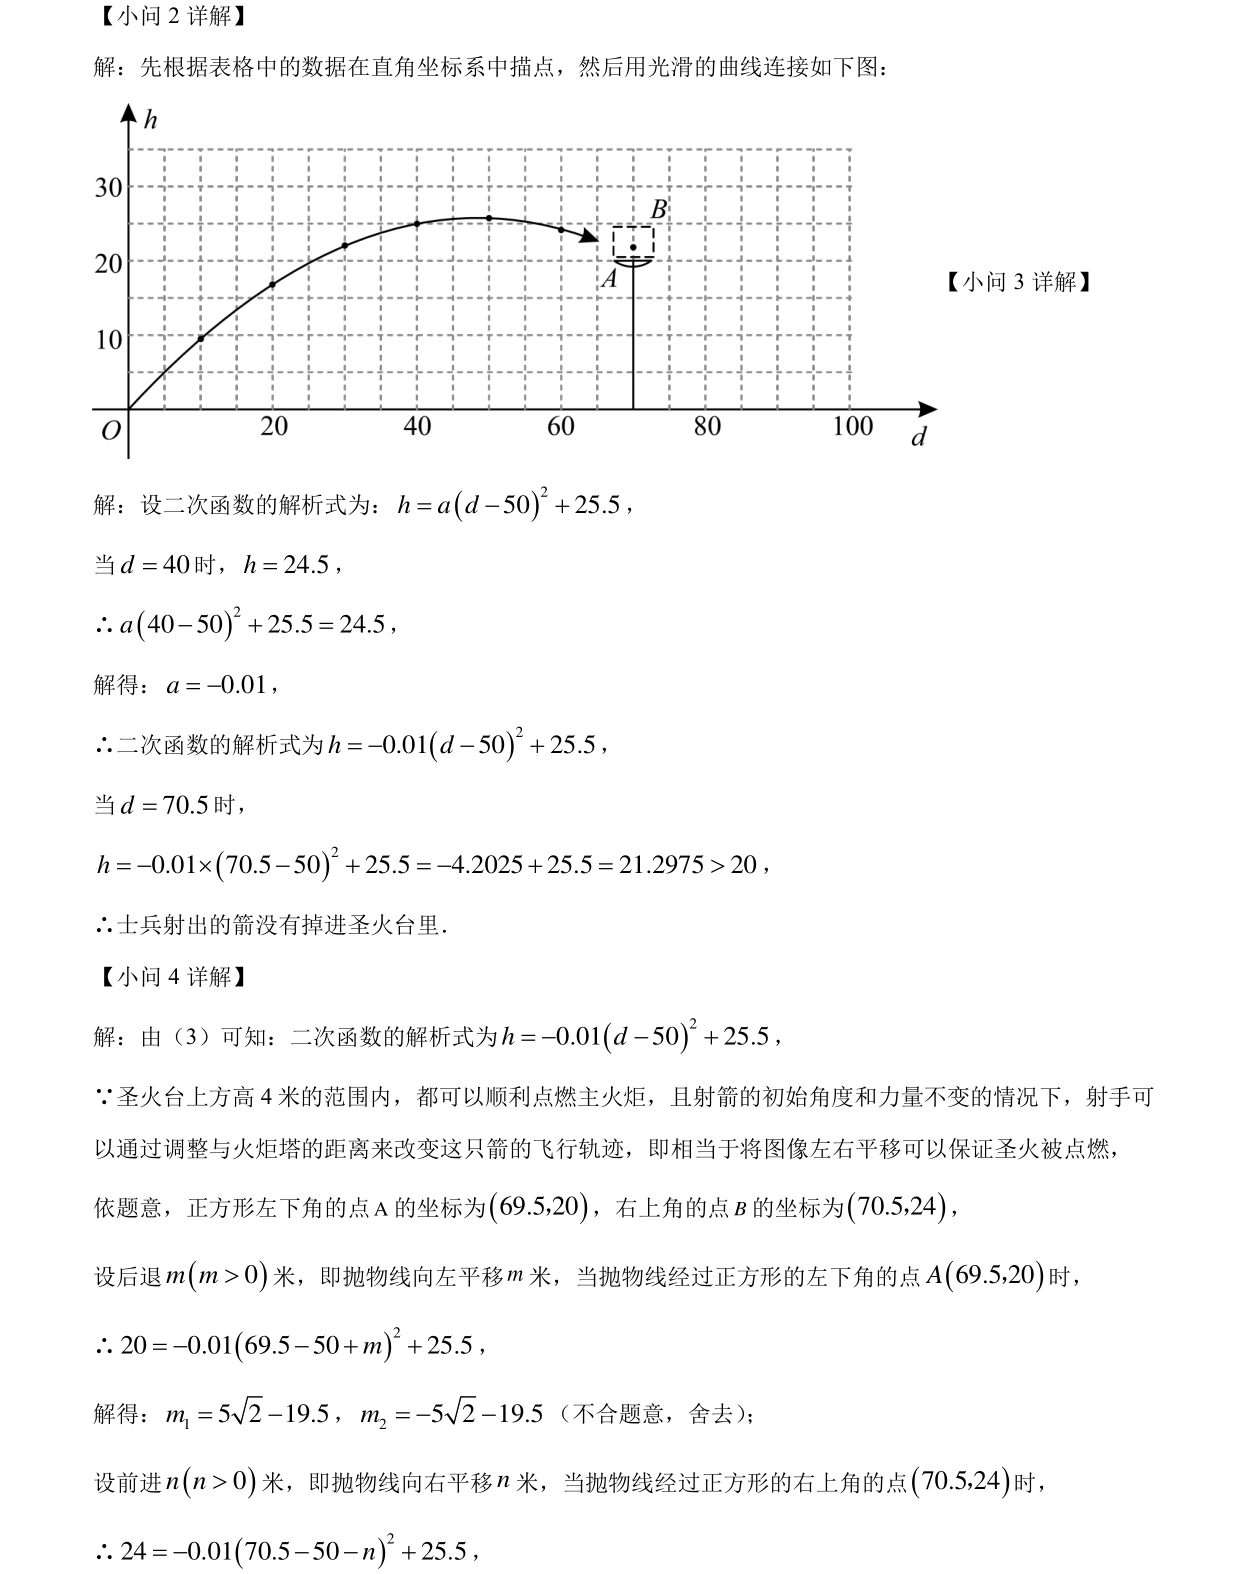 【小问 2 详解】
解：先根据表格中的数据在直角坐标系中描点，然后用光滑的曲线连接如下图：
h
30
B
20
A
【小问 3 详解】
10
O 20 40 60 80 100 d
解：设二次函数的解析式为：h = a(d − 50)² + 25.5，
当 d = 40 时，h = 24.5，
∴ a(40 − 50)² + 25.5 = 24.5，
解得：a = −0.01，
∴二次函数的解析式为 h = −0.01(d − 50)² + 25.5，
当 d = 70.5 时，
h = −0.01×(70.5 − 50)² + 25.5 = −4.2025 + 25.5 = 21.2975 > 20，
∴士兵射出的箭没有掉进圣火台里．
【小问 4 详解】
解：由（3）可知：二次函数的解析式为 h = −0.01(d − 50)² + 25.5，
∵圣火台上方高 4 米的范围内，都可以顺利点燃主火炬，且射箭的初始角度和力量不变的情况下，射手可
以通过调整与火炬塔的距离来改变这只箭的飞行轨迹，即相当于将图像左右平移可以保证圣火被点燃，
依题意，正方形左下角的点 A 的坐标为(69.5,20)，右上角的点 B 的坐标为(70.5,24)，
设后退 m(m > 0) 米，即抛物线向左平移 m 米，当抛物线经过正方形的左下角的点 A(69.5,20) 时，
∴ 20 = −0.01(69.5 − 50 + m)² + 25.5，
解得：m₁ = 5√2 − 19.5，m₂ = −5√2 − 19.5（不合题意，舍去）；
设前进 n(n > 0) 米，即抛物线向右平移 n 米，当抛物线经过正方形的右上角的点(70.5,24)时，
∴ 24 = −0.01(70.5 − 50 − n)² + 25.5，